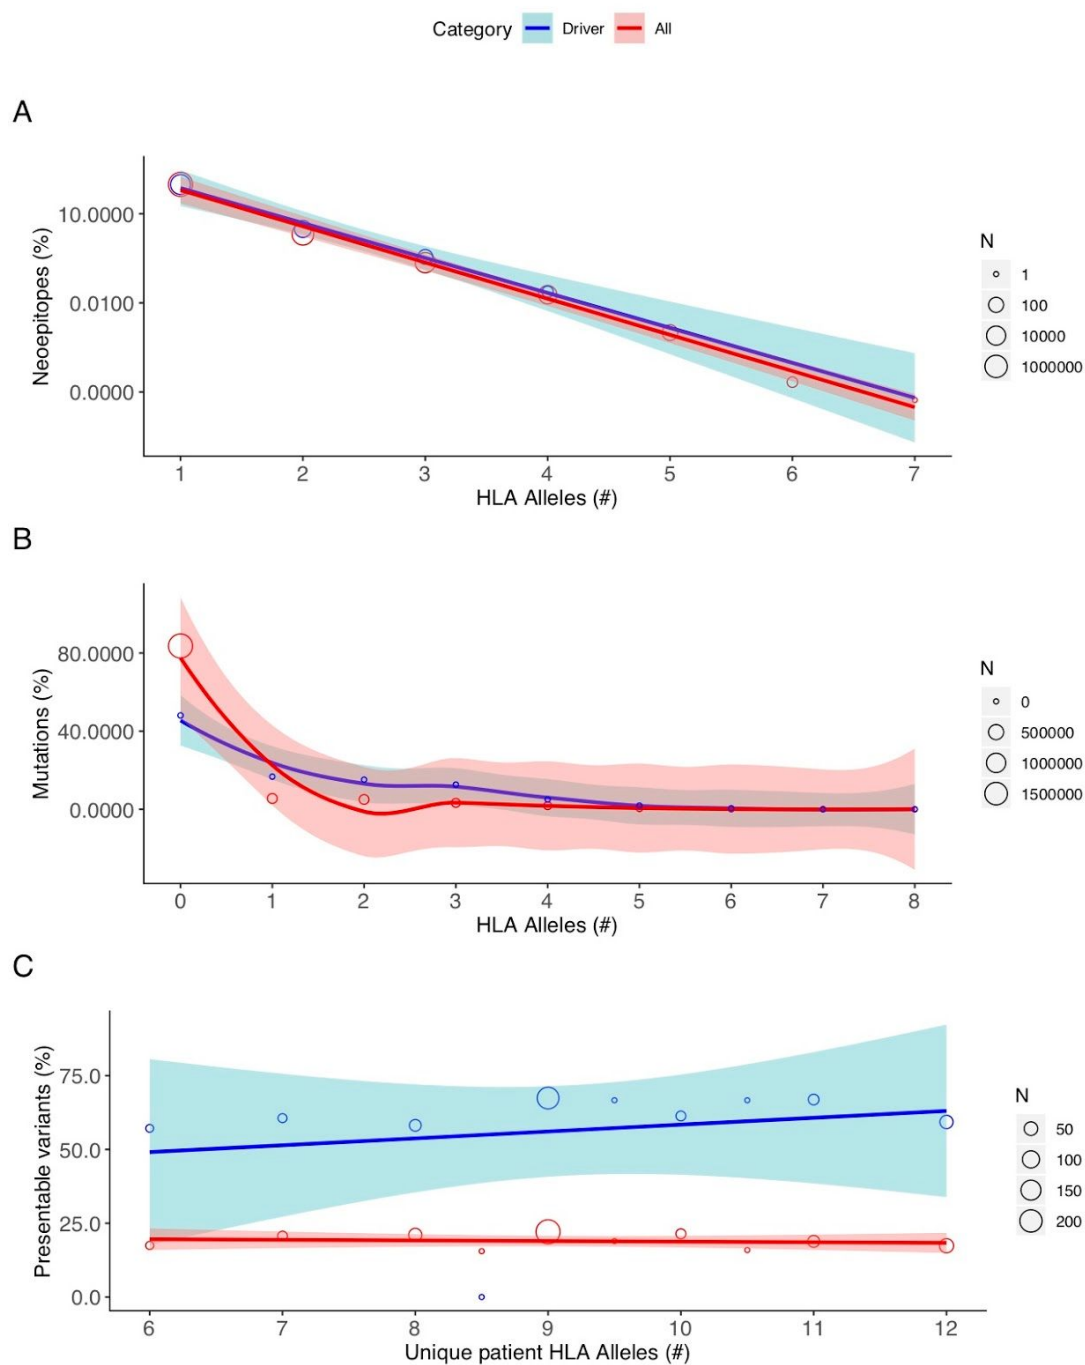 Category Driver All
A
Neoepitopes (%)
10.0000
0.0100
0.0000
1 2 3 4 5 6 7
HLA Alleles (#)
N
1
100
10000
1000000
B
Mutations (%)
80.0000
40.0000
0.0000
0 1 2 3 4 5 6 7 8
HLA Alleles (#)
N
0
500000
1000000
1500000
C
Presentable variants (%)
75.0
50.0
25.0
0.0
6 7 8 9 10 11 12
Unique patient HLA Alleles (#)
N
50
100
150
200